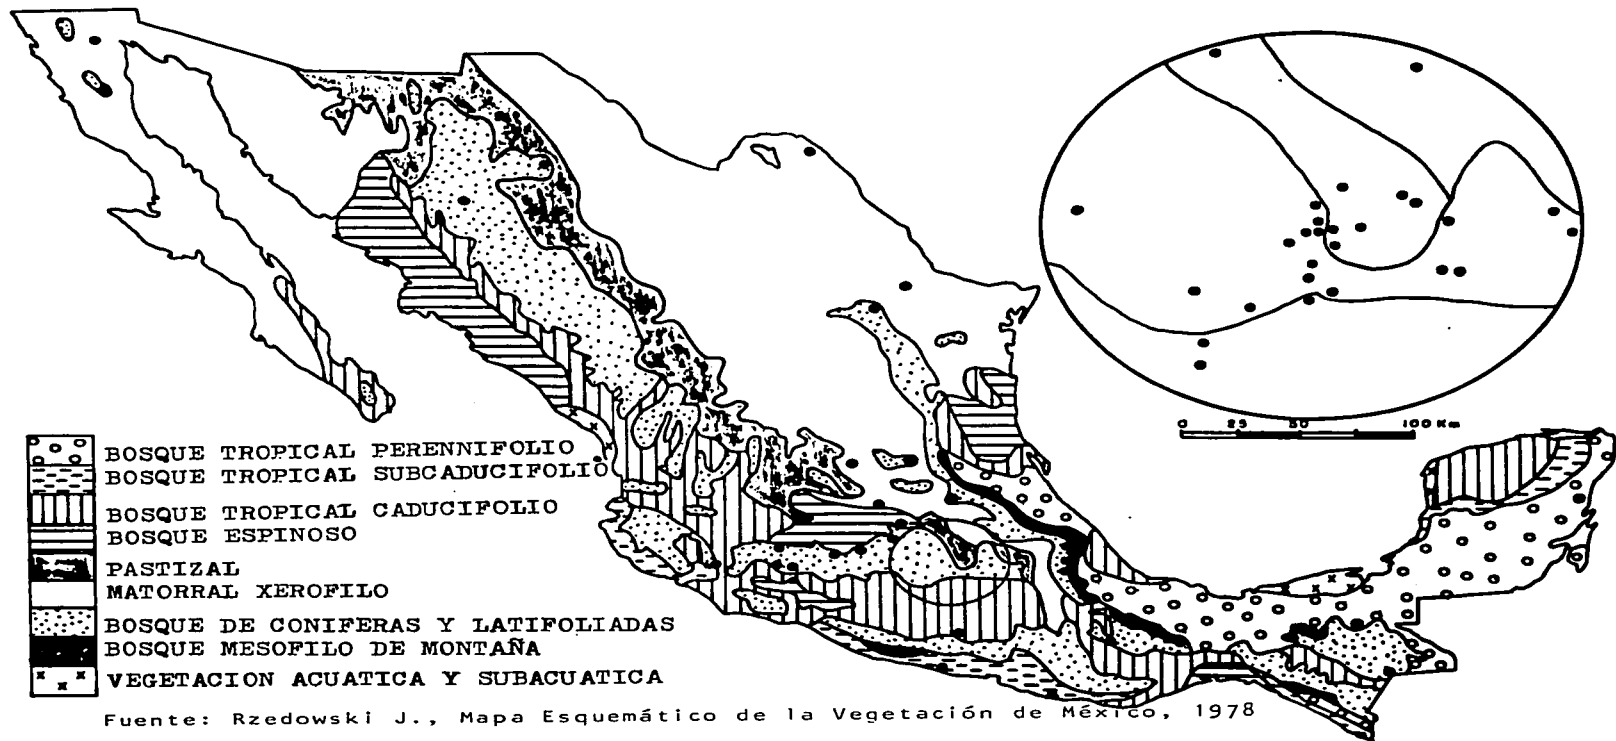 0 25 50 100 Km
BOSQUE TROPICAL PERENNIFOLIO
BOSQUE TROPICAL SUBCADUCIFOLIO
BOSQUE TROPICAL CADUCIFOLIO
BOSQUE ESPINOSO
PASTIZAL
MATORRAL XEROFILO
BOSQUE DE CONIFERAS Y LATIFOLIADAS
BOSQUE MESOFILO DE MONTAÑA
VEGETACION ACUATICA Y SUBACUATICA
Fuente: Rzedowski J., Mapa Esquemático de la Vegetación de México, 1978